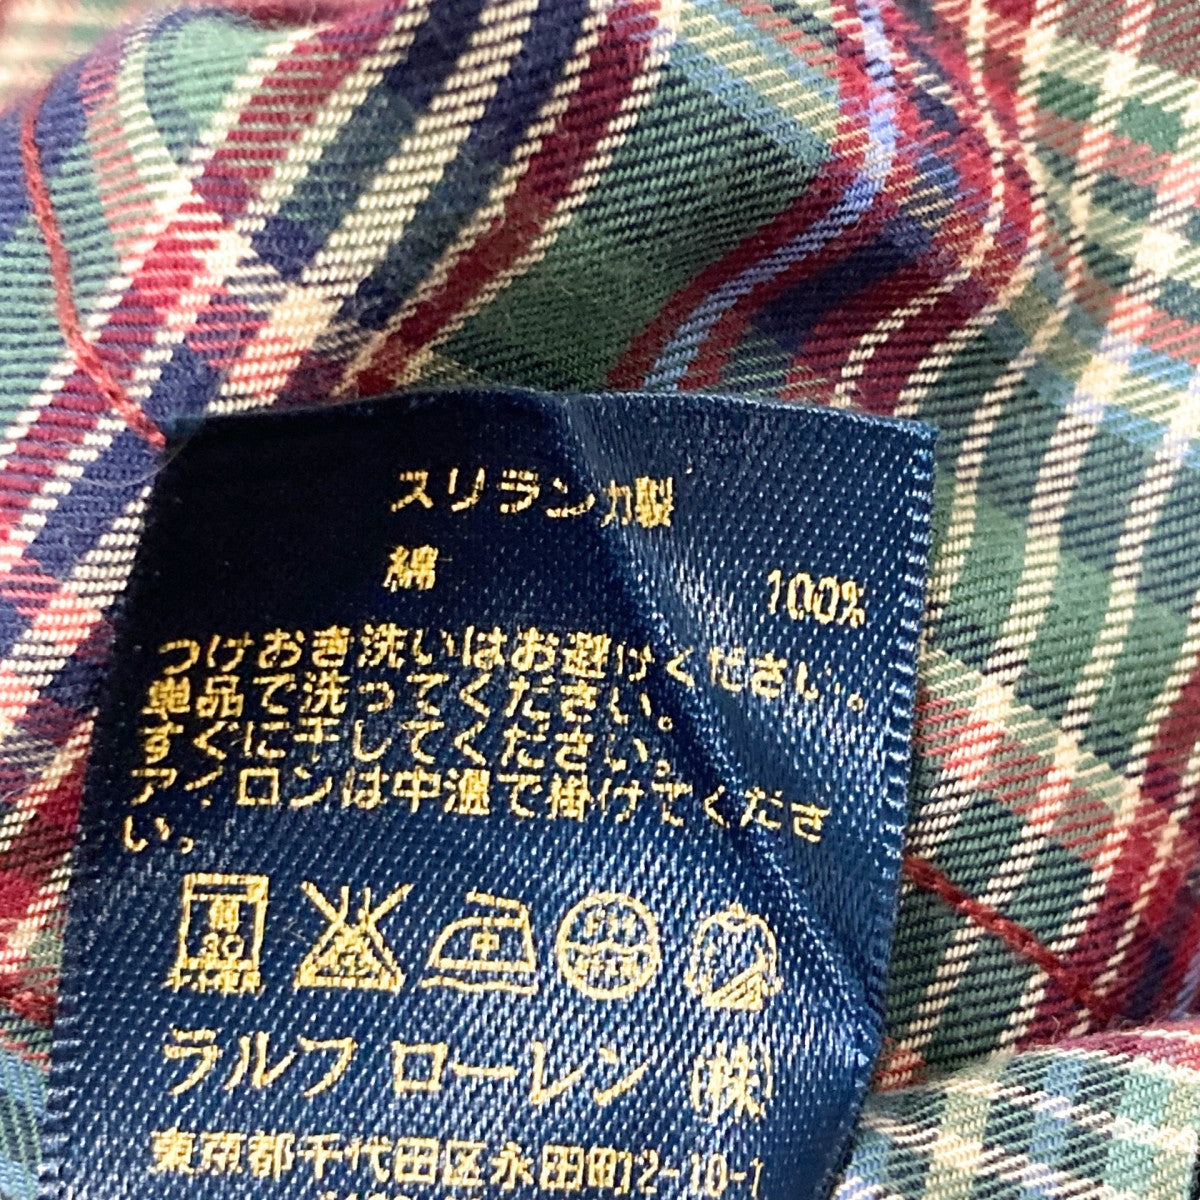 スリランカ製
綿 100%
つけおき洗いはお避けください。
単品で洗ってください。
すぐに干してください。
アイロンは中濃で掛けてくださ
い。
中
ラルフ ローレン (株)
東京都千代田区永田町2-10-1